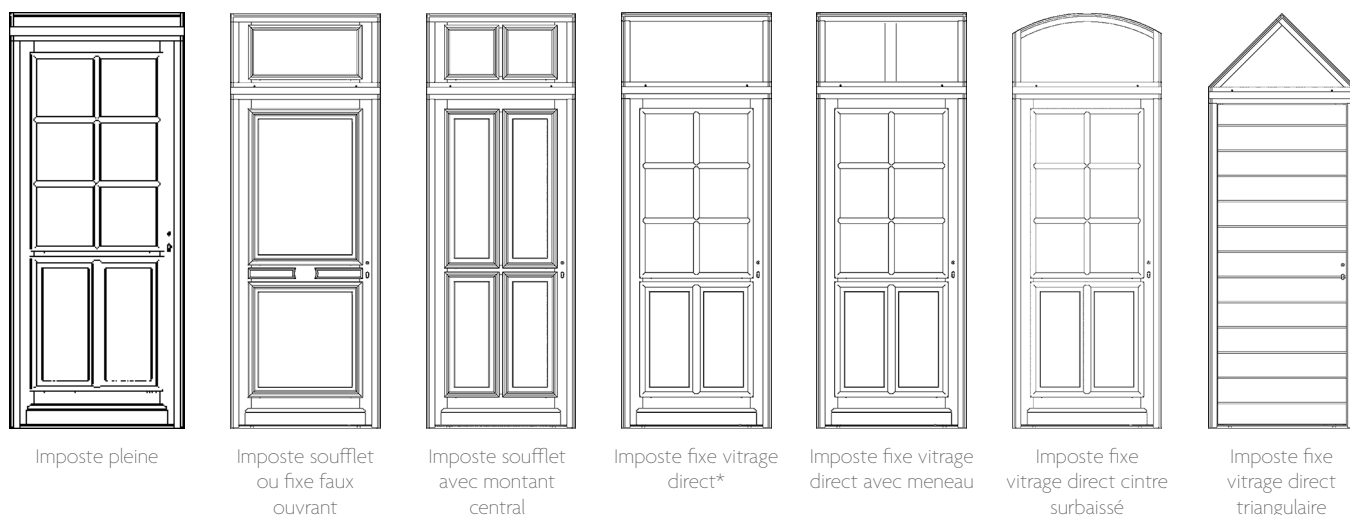 Imposte pleine
Imposte soufflet
ou fixe faux
ouvrant
Imposte soufflet
avec montant
central
Imposte fixe vitrage
direct*
Imposte fixe vitrage
direct avec meneau
Imposte fixe
vitrage direct cintre
surbaissé
Imposte fixe
vitrage direct
triangulaire